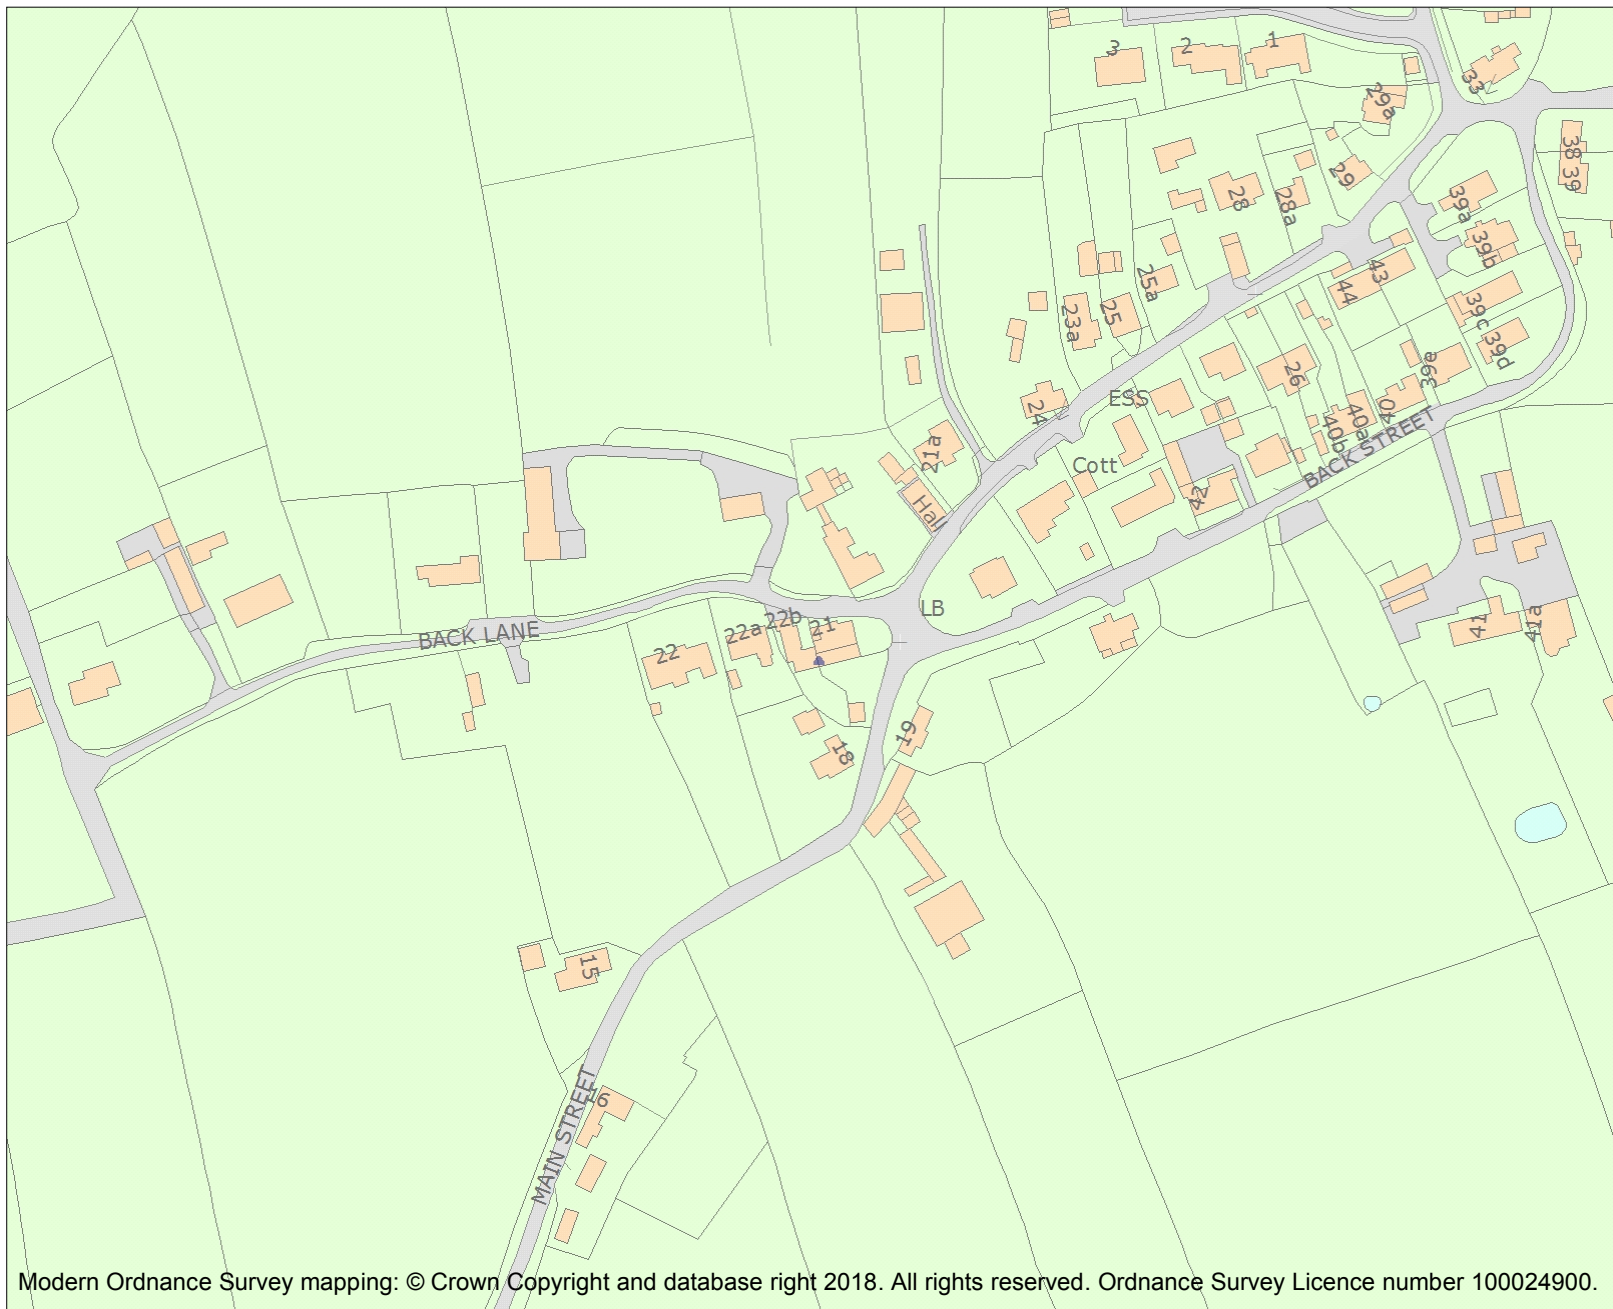 3
2
1
33
29a
38
39
29
28
28a
39a
39b
25a
43
44
39c
23a
25
39d
39e
26
ESS
24
40
40a
40b
BACK STREET
21a
Cott
42
Hall
LB
22b
21
22a
22
BACK LANE
41
41a
19
18
15
16
MAIN STREET
Modern Ordnance Survey mapping: © Crown Copyright and database right 2018. All rights reserved. Ordnance Survey Licence number 100024900.